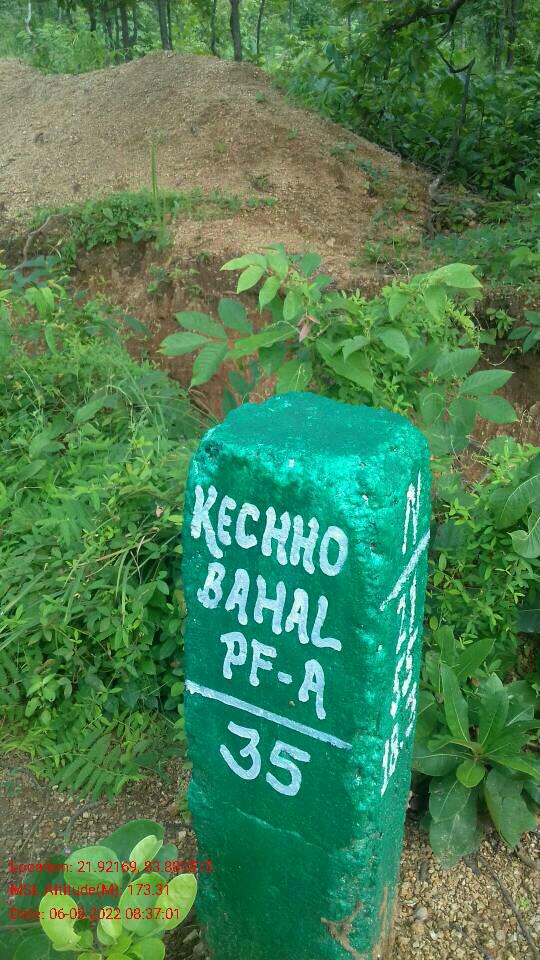 KECHHO
BAHAL
PF-A
35
N
Location: 21.92169,
MSL Altitude(M): 173.31
Date: 06-09-2022 08:37:01